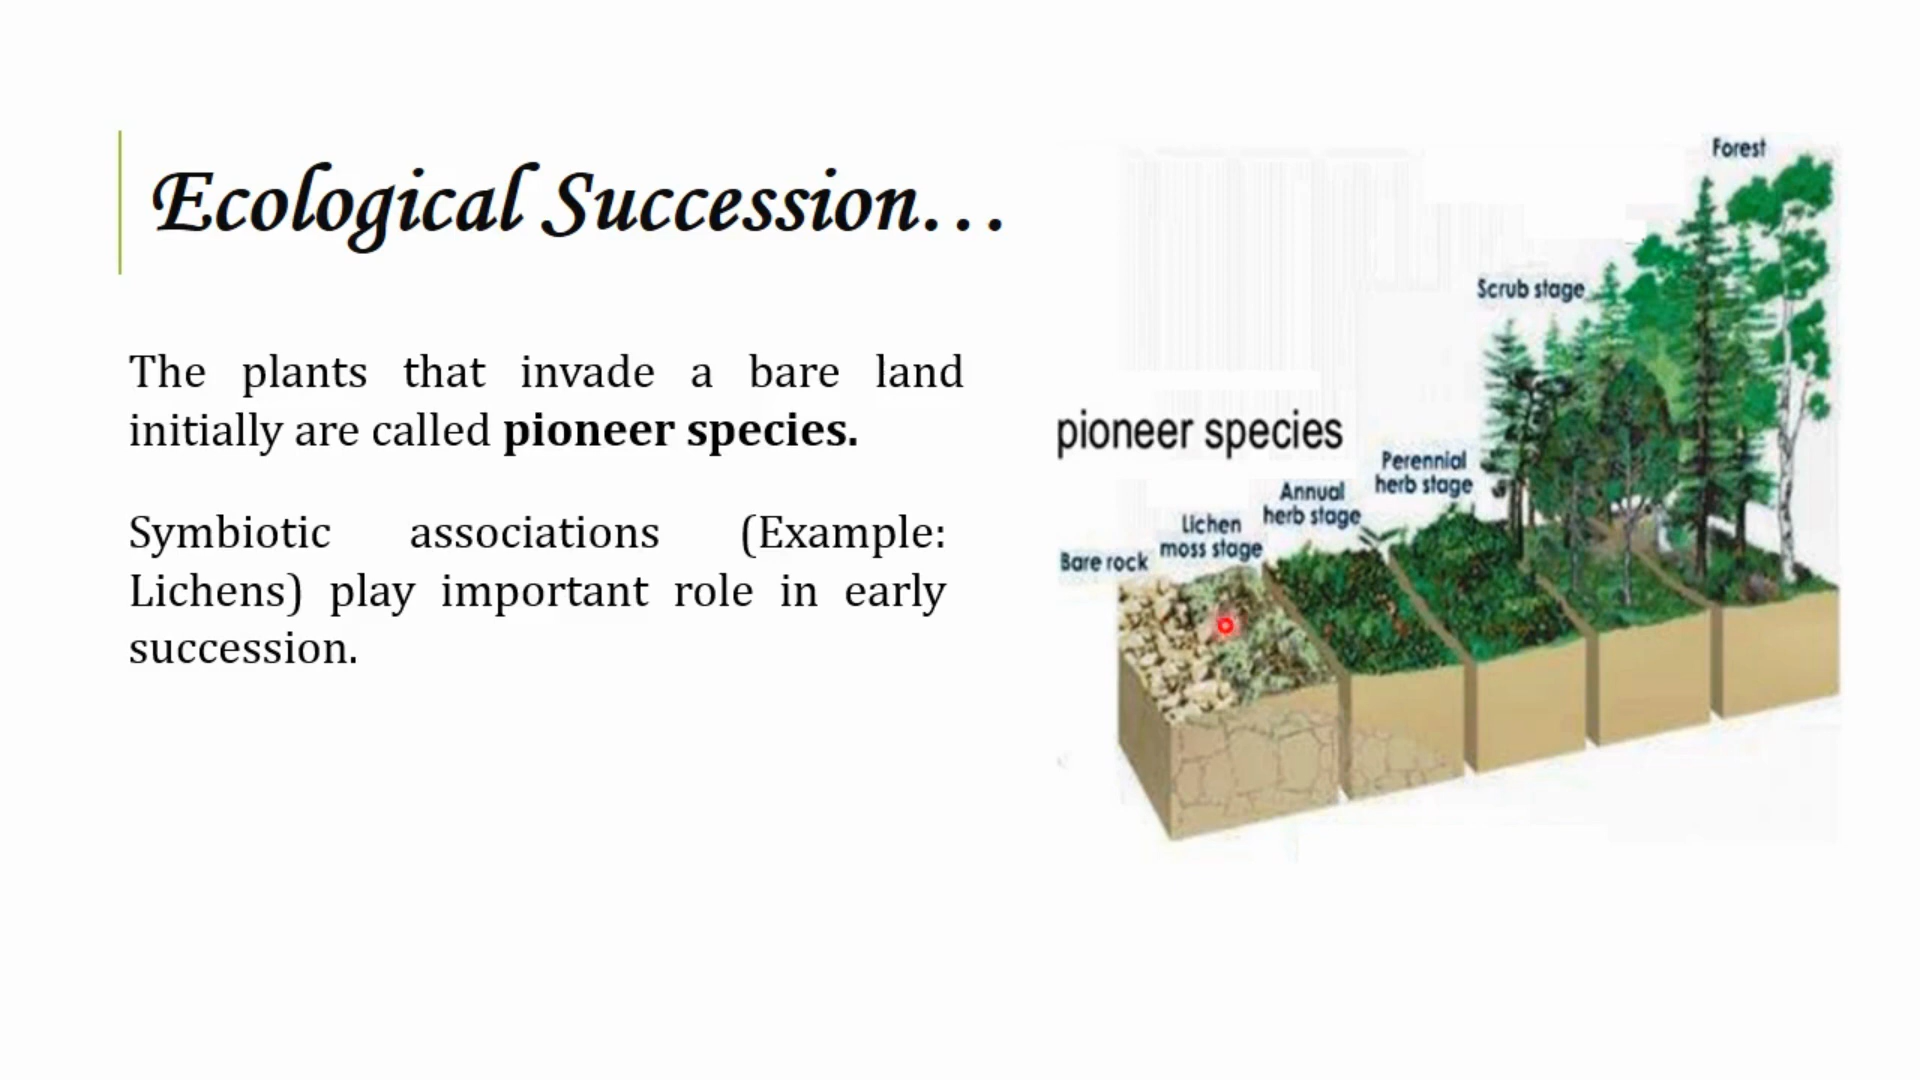 Ecological Succession...
The plants that invade a bare land
initially are called pioneer species.
Symbiotic associations (Example:
Lichens) play important role in early
succession.
Forest
Scrub stage
pioneer species
Perennial
herb stage
Annual
herb stage
Lichen
moss stage
Bare rock